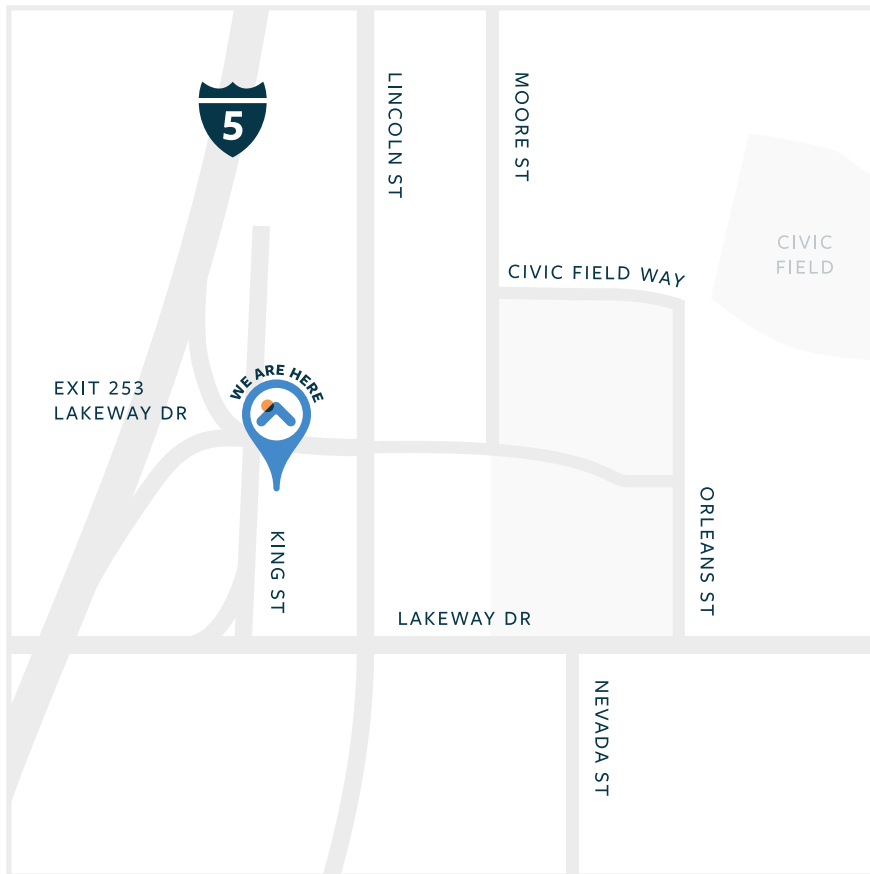 LINCOLN ST
MOORE ST
5
CIVIC
FIELD
CIVIC FIELD WAY
WE ARE HERE
EXIT 253
LAKEWAY DR
ORLEANS ST
KING ST
LAKEWAY DR
NEVADA ST